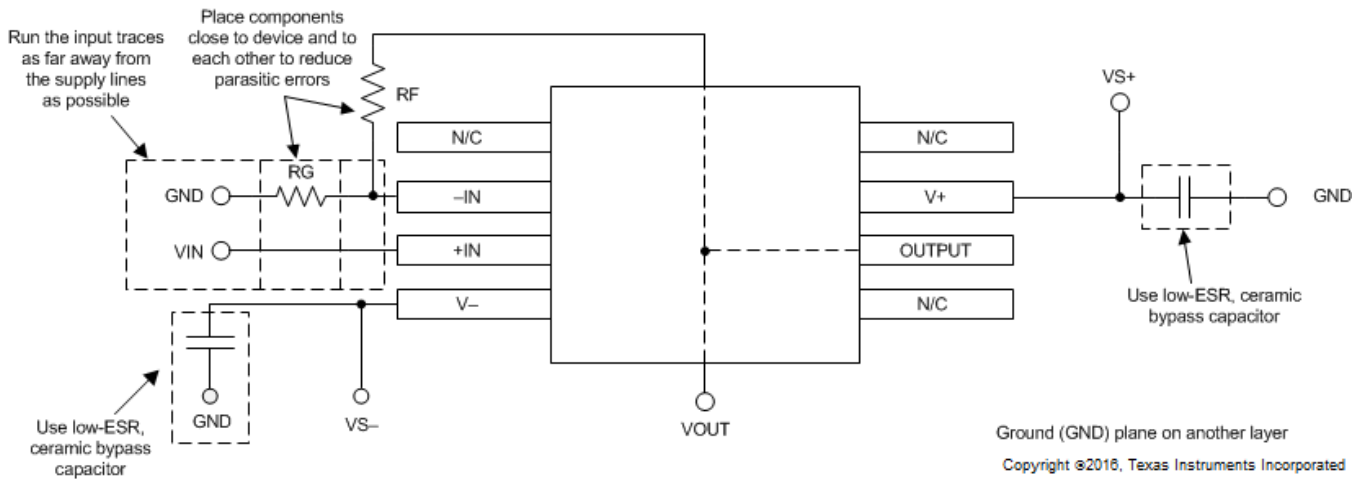 Run the input traces
as far away from
the supply lines
as possible
Place components
close to device and to
each other to reduce
parasitic errors
RF
VS+
N/C
N/C
RG
GND
–IN
V+
GND
VIN
+IN
OUTPUT
V–
N/C
Use low-ESR, ceramic
bypass capacitor
GND
VS–
VOUT
Use low-ESR,
ceramic bypass
capacitor
Ground (GND) plane on another layer
Copyright ©2016, Texas Instruments Incorporated